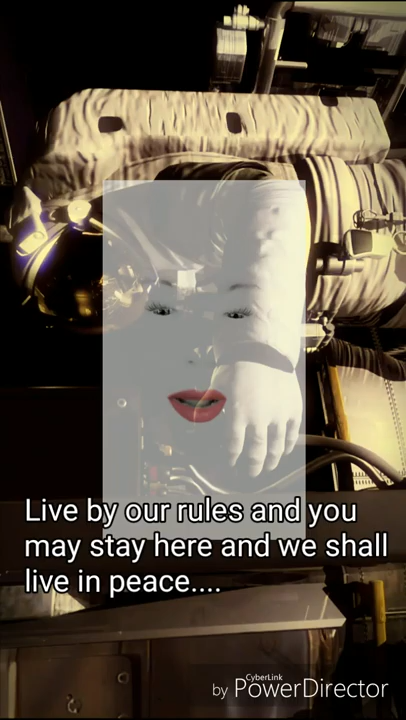 Live by our rules and you
may stay here and we shall
live in peace....
CyberLink
by PowerDirector